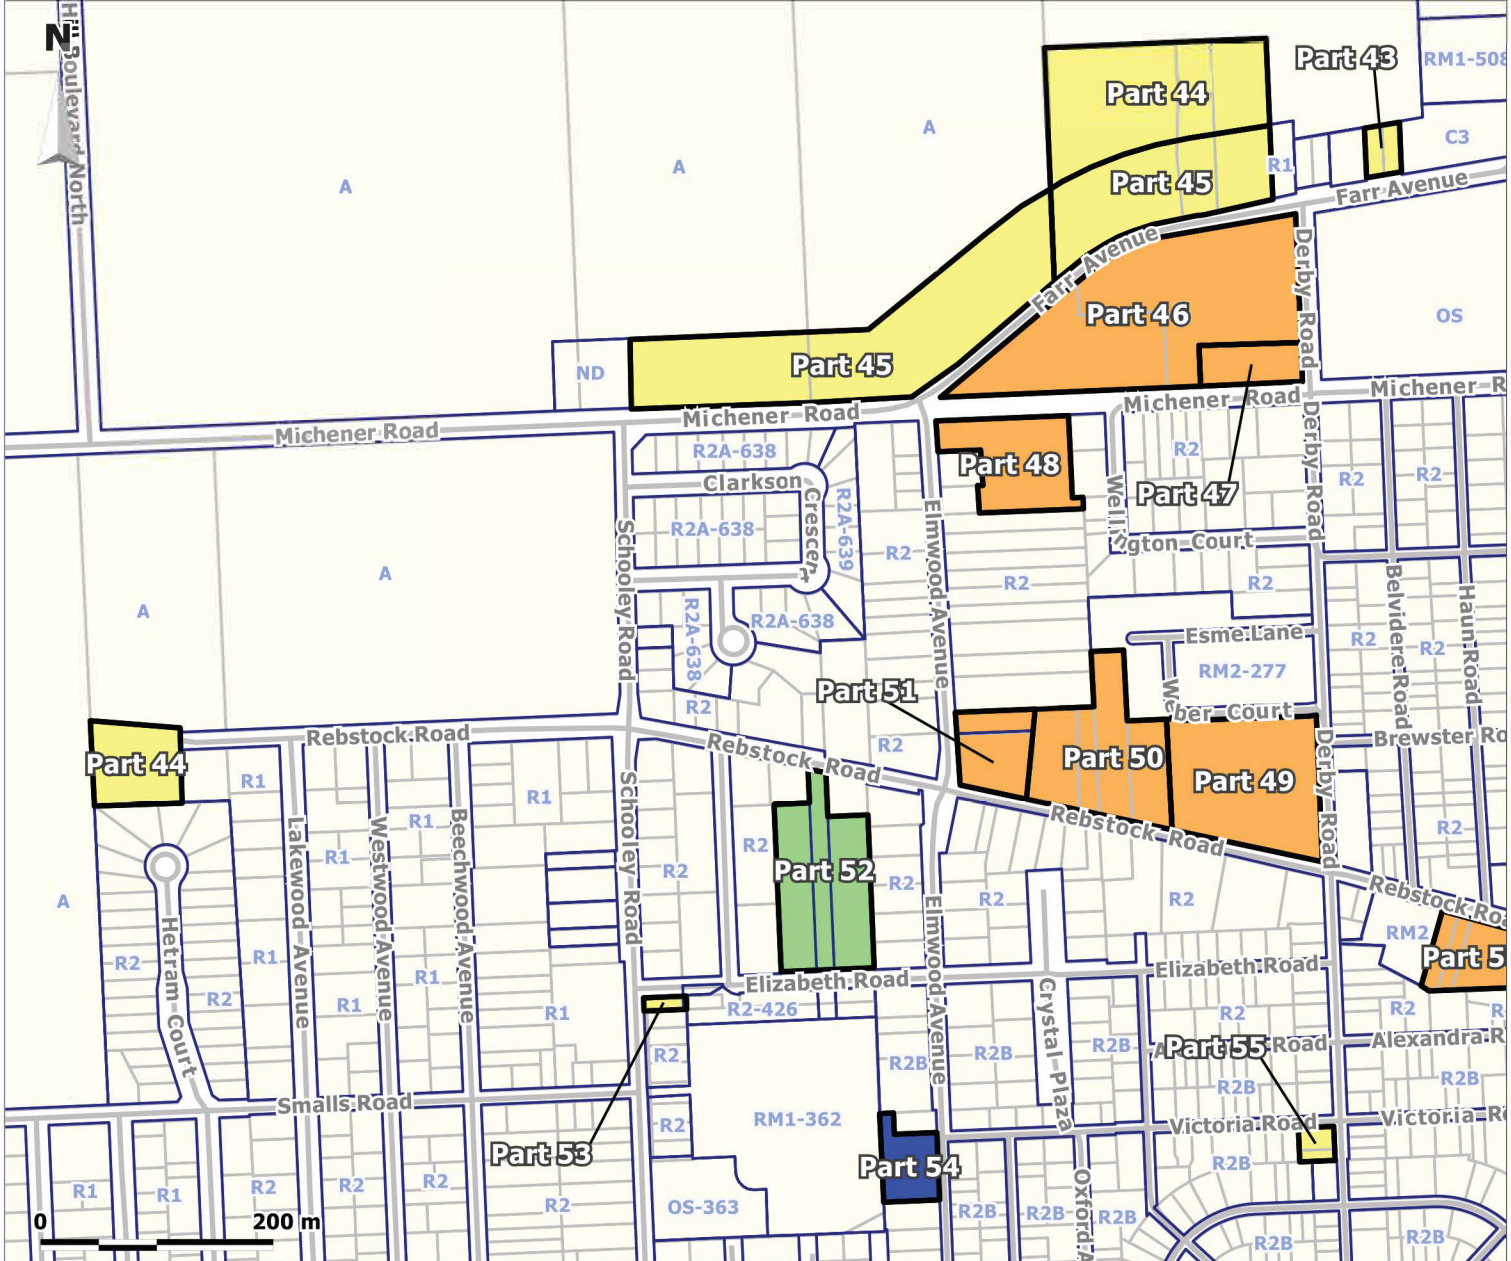 N
Hill Boulevard North
A
A
A
Part 44
Part 43
RM1-508
C3
R1
Part 45
Farr Avenue
Farr Avenue
Derby Road
OS
Part 46
ND
Part 45
Michener Road
Michener Road
Michener Road
Michener R
R2A-638
Clarkson
Crescent
R2A-638
R2A-639
R2
Part 48
R2
Part 47
Wellington Court
Derby Road
R2
R2
A
A
Schooley Road
R2A-638
R2A-638
R2
Elmwood Avenue
R2
R2
Esme Lane
RM2-277
Weber Court
R2
R2
Belvidere Road
Haun Road
Brewster Ro
Part 51
R2
Rebstock Road
Rebstock Road
Part 50
Part 49
Derby Road
Rebstock Road
Part 44
R1
R1
R1
R1
Schooley Road
R2
R2
Part 52
R2
R2
R2
R2
Rebstock Roa
RM2
Part 5
A
R2
Hetram Court
R1
R2
Lakewood Avenue
Westwood Avenue
Beechwood Avenue
R1
R1
R1
Elizabeth Road
Elizabeth Road
R2-426
Elmwood Avenue
Crystal Plaza
R2
R2
R
R2
R2B
R2B
R2B
Part 55
Road
Alexandra R
R2B
R2B
Smalls Road
Part 53
R2
RM1-362
Part 54
Victoria Road
Victoria R
R2B
R1
R1
R2
R2
R2
R2
OS-363
R2B
R2B
R2B
Oxford A
R2B
R2B
0
200 m